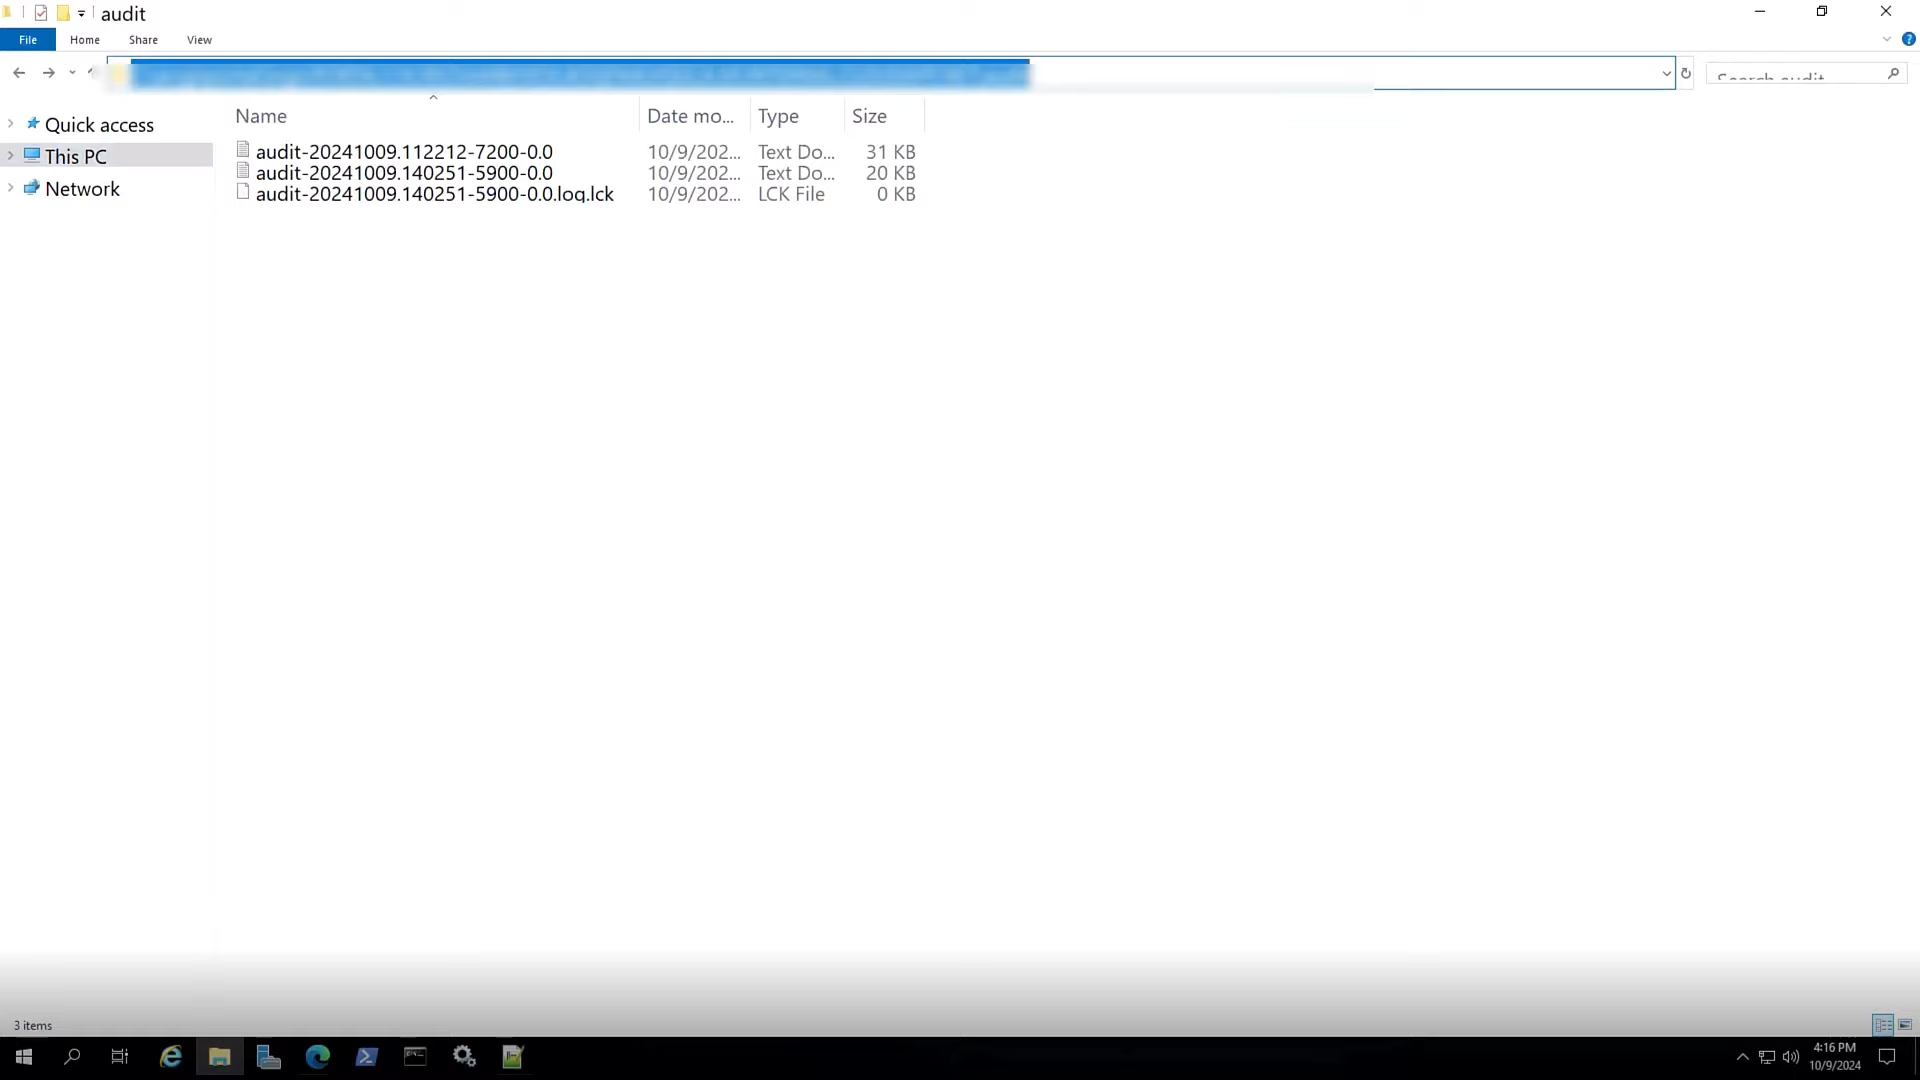 audit
File Home Share View
Search audit
Name Date mo... Type Size
Quick access
This PC
Network
audit-20241009.112212-7200-0.0 10/9/202... Text Do... 31 KB
audit-20241009.140251-5900-0.0 10/9/202... Text Do... 20 KB
audit-20241009.140251-5900-0.0.log.lck 10/9/202... LCK File 0 KB
3 items
4:16 PM
10/9/2024